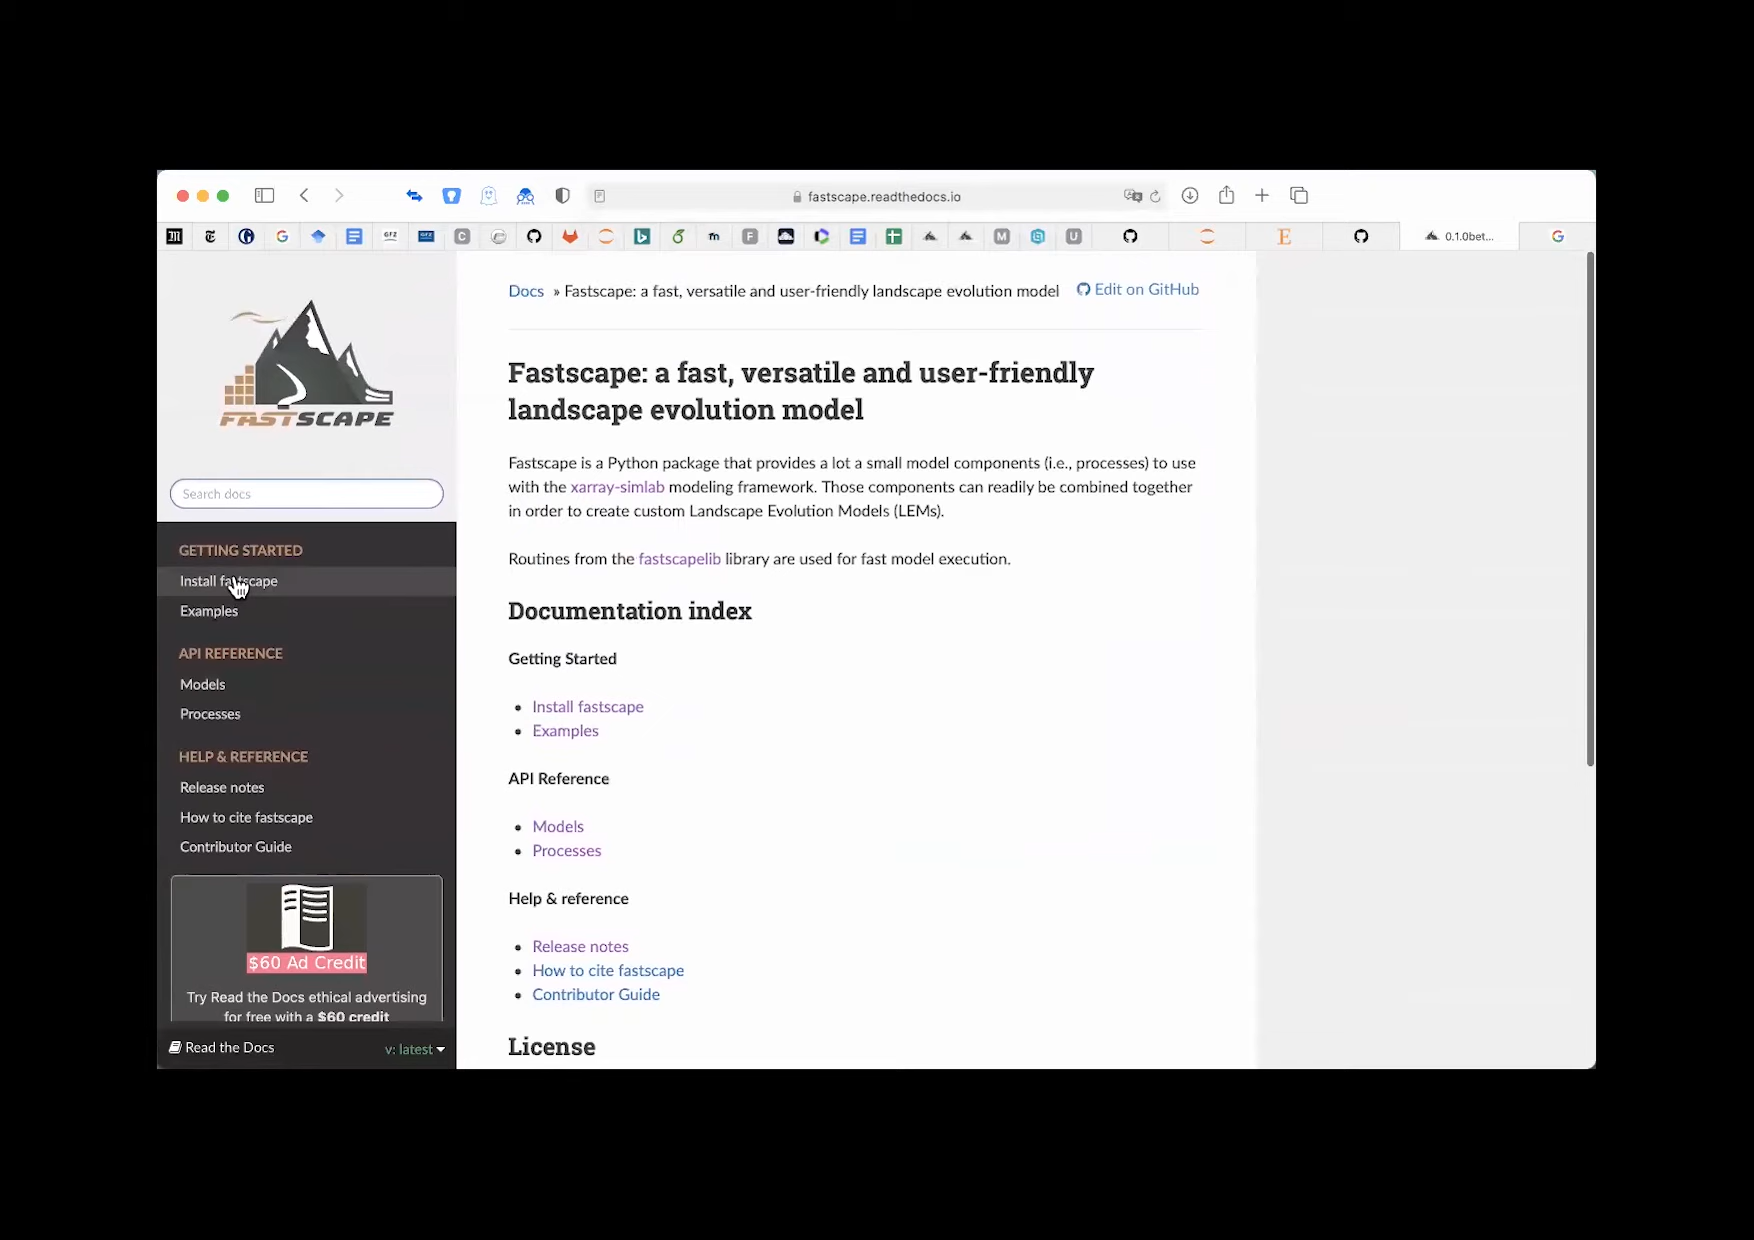 fastscape.readthedocs.io
0.1.0bet...
FASTSCAPE
Search docs
GETTING STARTED
Install fastscape
Examples
API REFERENCE
Models
Processes
HELP & REFERENCE
Release notes
How to cite fastscape
Contributor Guide
$60 Ad Credit
Try Read the Docs ethical advertising
for free with a $60 credit
Read the Docs
v: latest
Docs » Fastscape: a fast, versatile and user-friendly landscape evolution model
Edit on GitHub
Fastscape: a fast, versatile and user-friendly
landscape evolution model
Fastscape is a Python package that provides a lot a small model components (i.e., processes) to use
with the xarray-simlab modeling framework. Those components can readily be combined together
in order to create custom Landscape Evolution Models (LEMs).
Routines from the fastscapelib library are used for fast model execution.
Documentation index
Getting Started
Install fastscape
Examples
API Reference
Models
Processes
Help & reference
Release notes
How to cite fastscape
Contributor Guide
License